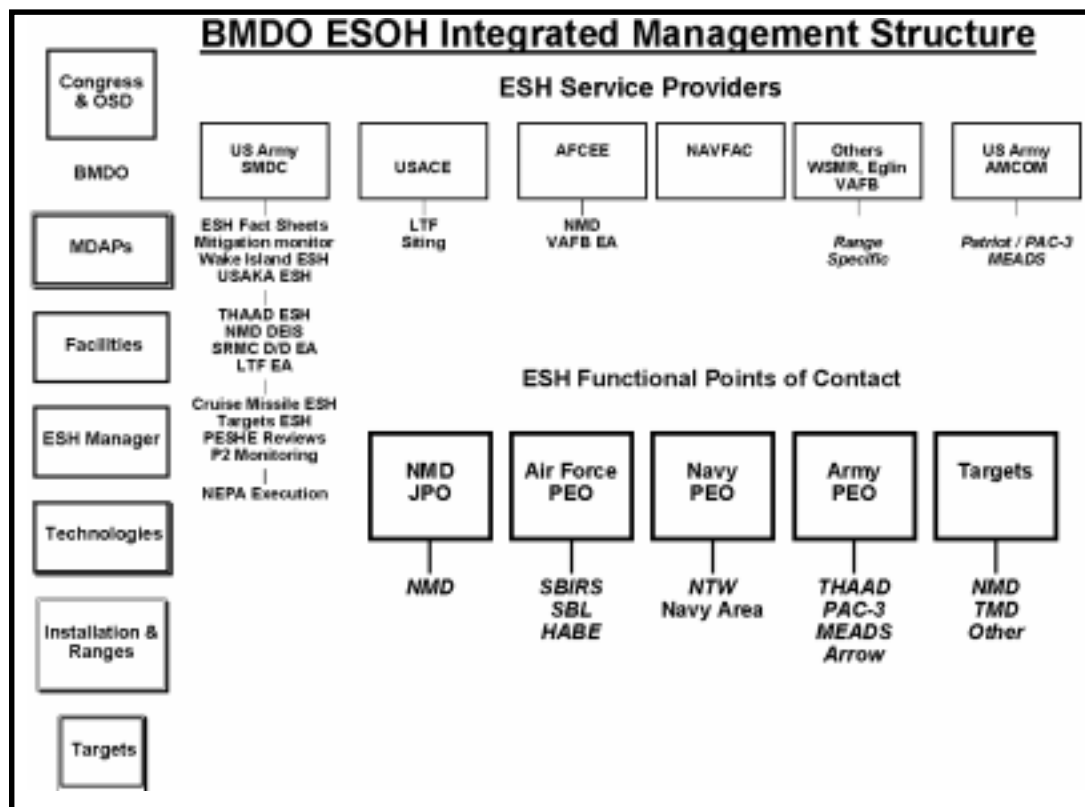 BMDO ESOH Integrated Management Structure
Congress
& OSD
BMDO
MDAPs
Facilities
ESH Manager
Technologies
Installation &
Ranges
Targets
ESH Service Providers
US Army
SMDC
ESH Fact Sheets
Mitigation monitor
Wake Island ESH
USAKA ESH
THAAD ESH
NMD DEIS
SRMC D/D EA
LTF EA
Cruise Missile ESH
Targets ESH
PESHE Reviews
P2 Monitoring
NEPA Execution
USACE
LTF
Siting
AFCEE
NMD
VAFB EA
NAVFAC
Others
WSMR, Eglin
VAFB
Range
Specific
US Army
AMCOM
Patriot / PAC-3
MEADS
ESH Functional Points of Contact
NMD
JPO
NMD
Air Force
PEO
SBIRS
SBL
HABE
Navy
PEO
NTW
Navy Area
Army
PEO
THAAD
PAC-3
MEADS
Arrow
Targets
NMD
TMD
Other